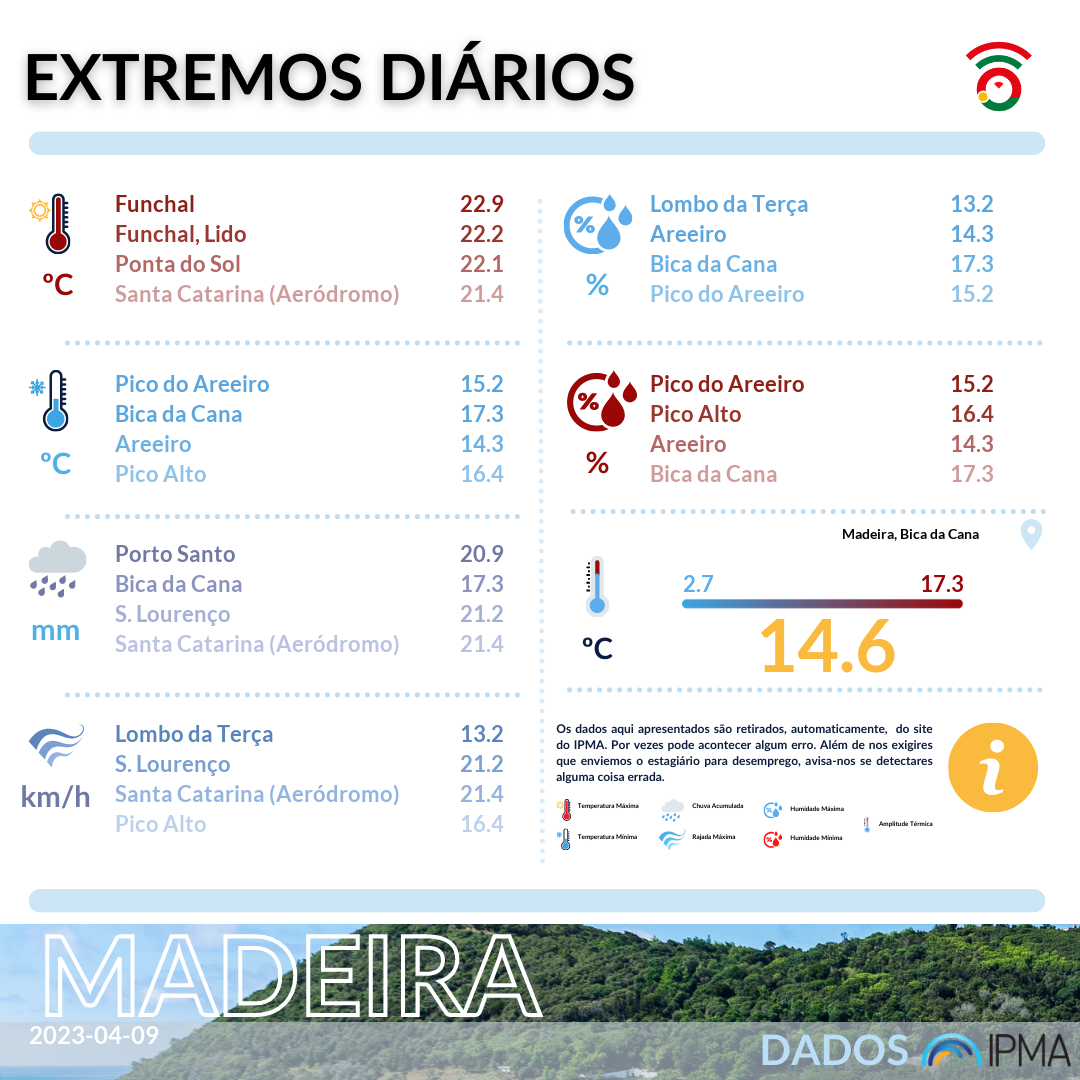 EXTREMOS DIÁRIOS
°C
Funchal 22.9
Funchal, Lido 22.2
Ponta do Sol 22.1
Santa Catarina (Aeródromo) 21.4
°C
Pico do Areeiro 15.2
Bica da Cana 17.3
Areeiro 14.3
Pico Alto 16.4
mm
Porto Santo 20.9
Bica da Cana 17.3
S. Lourenço 21.2
Santa Catarina (Aeródromo) 21.4
km/h
Lombo da Terça 13.2
S. Lourenço 21.2
Santa Catarina (Aeródromo) 21.4
Pico Alto 16.4
%
%
Lombo da Terça 13.2
Areeiro 14.3
Bica da Cana 17.3
Pico do Areeiro 15.2
%
%
Pico do Areeiro 15.2
Pico Alto 16.4
Areeiro 14.3
Bica da Cana 17.3
Madeira, Bica da Cana
°C
2.7 17.3
14.6
Os dados aqui apresentados são retirados, automaticamente, do site
do IPMA. Por vezes pode acontecer algum erro. Além de nos exigires
que enviemos o estagiário para desemprego, avisa-nos se detectares
alguma coisa errada.
i
Temperatura Máxima
Chuva Acumulada
Humidade Máxima
Amplitude Térmica
Temperatura Mínima
Rajada Máxima
Humidade Mínima
MADEIRA
2023-04-09
DADOS IPMA